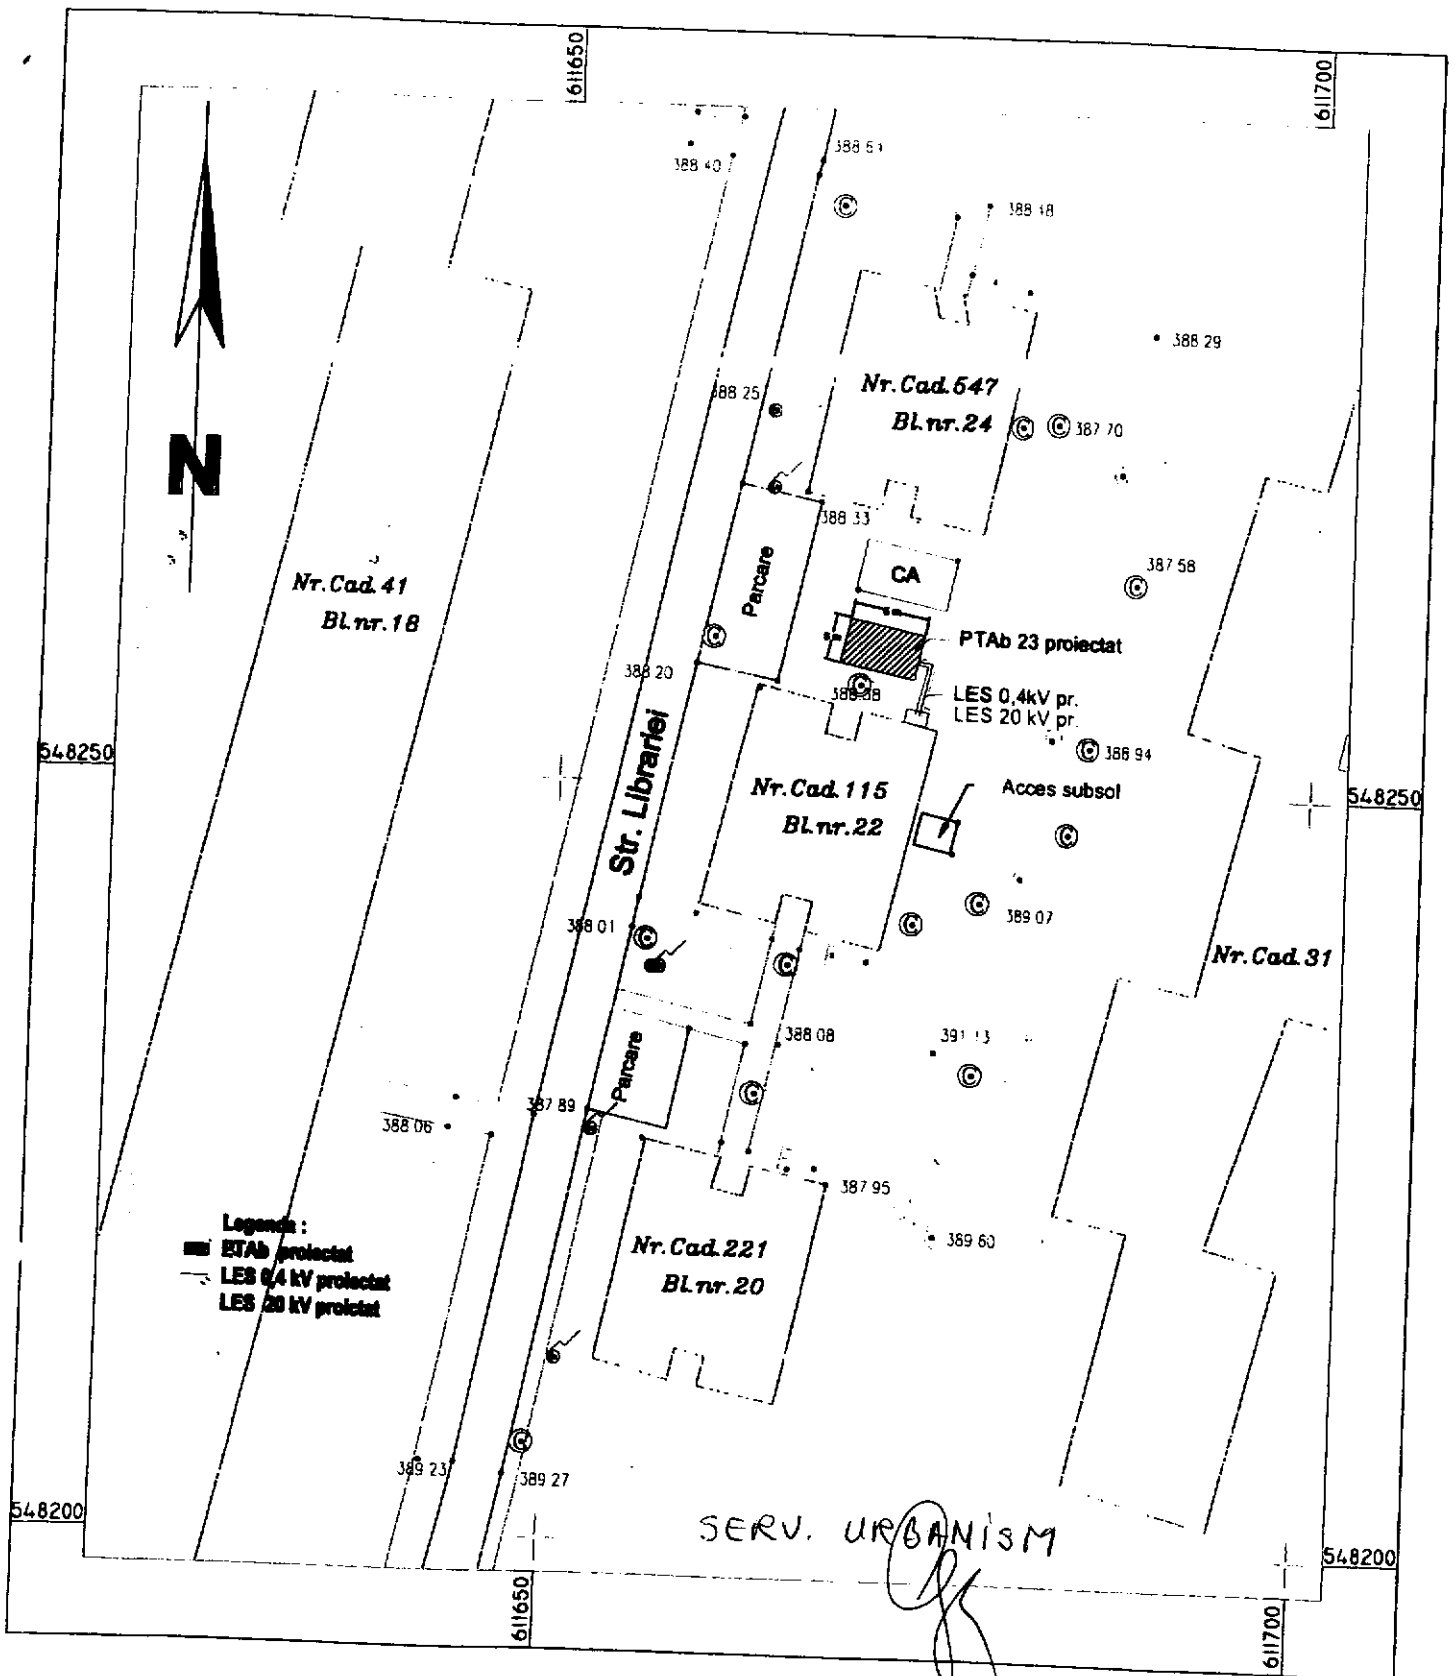 611650
611700
388 40
388 48
388 29
388 25
Nr.Cad.547
Bl.nr.24
387 70
388 33
CA
387 58
Nr.Cad.41
Bl.nr.18
N
Parcare
PTAb 23 proiectat
388 20
LES 0,4kV pr.
LES 20 kV pr.
548250
Str. Librariei
388 94
Nr.Cad.115
Bl.nr.22
Acces subsol
548250
388 01
389 07
Nr.Cad.31
388 08
391 13
Parcare
387 89
388 06
387 95
Legenda :
PTAb proiectat
LES 0,4 kV proiectat
LES 20 kV proictat
Nr.Cad.221
Bl.nr.20
389 60
389 23
389 27
548200
SERV. URBANISM
548200
611650
611700